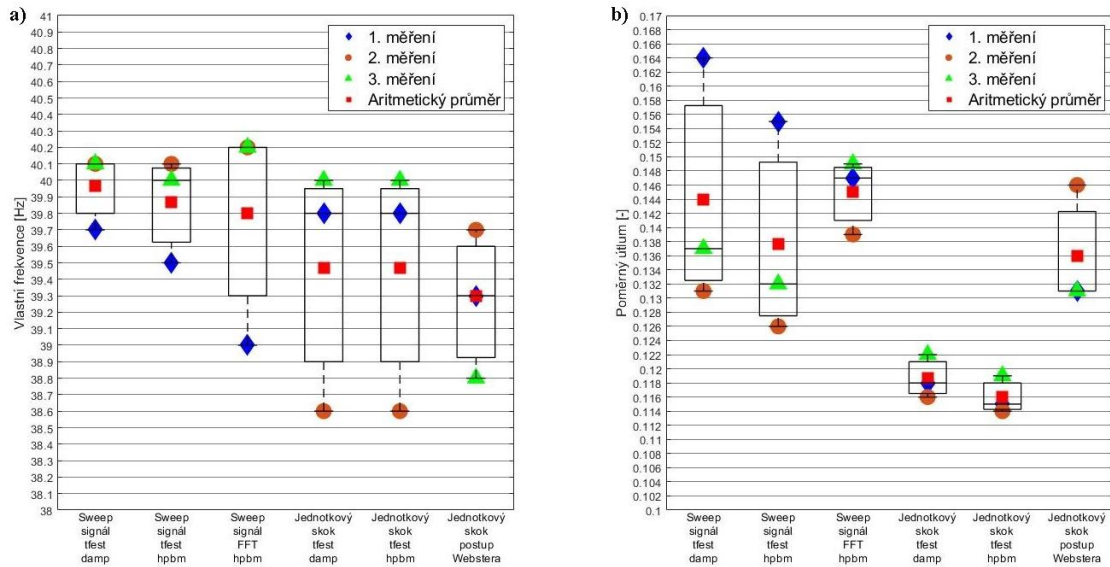 a)
41
40.9
40.8
40.7
40.6
40.5
40.4
40.3
40.2
40.1
40
39.9
39.8
39.7
39.6
39.5
39.4
39.3
39.2
39.1
39
38.9
38.8
38.7
38.6
38.5
38.4
38.3
38.2
38.1
38
Vlastní frekvence [Hz]
1. měření
2. měření
3. měření
Aritmetický průměr
Sweep
signál
tfest
damp
Sweep
signál
tfest
hpbm
Sweep
signál
FFT
hpbm
Jednotkový
skok
tfest
damp
Jednotkový
skok
tfest
hpbm
Jednotkový
skok
postup
Webstera
b)
0.17
0.168
0.166
0.164
0.162
0.16
0.158
0.156
0.154
0.152
0.15
0.148
0.146
0.144
0.142
0.14
0.138
0.136
0.134
0.132
0.13
0.128
0.126
0.124
0.122
0.12
0.118
0.116
0.114
0.112
0.11
0.108
0.106
0.104
0.102
0.1
Poměrný útlum [-]
1. měření
2. měření
3. měření
Aritmetický průměr
Sweep
signál
tfest
damp
Sweep
signál
tfest
hpbm
Sweep
signál
FFT
hpbm
Jednotkový
skok
tfest
damp
Jednotkový
skok
tfest
hpbm
Jednotkový
skok
postup
Webstera